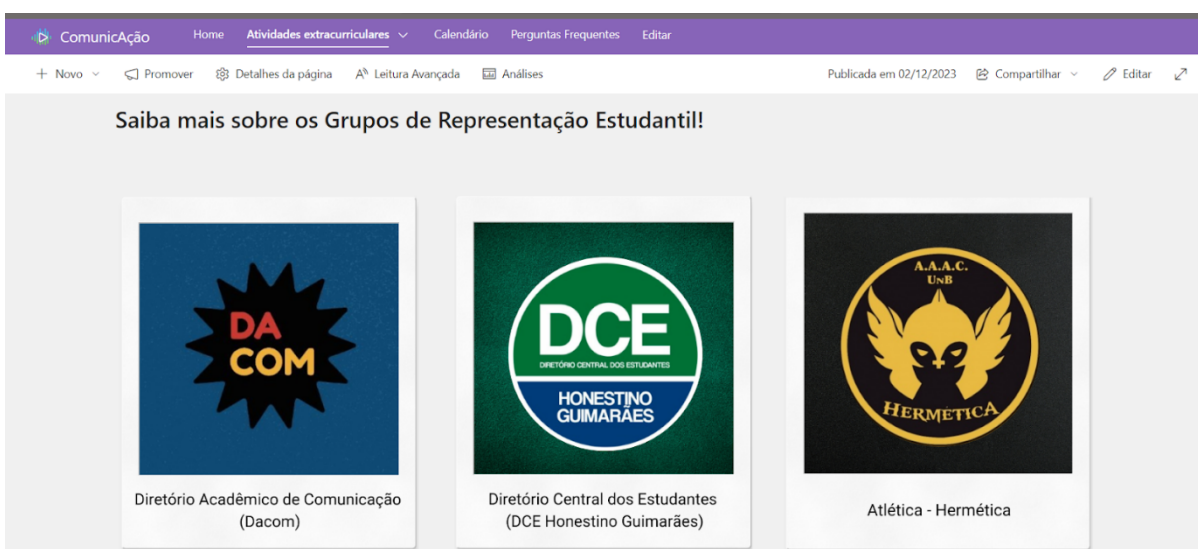 ComunicAção Home Atividades extracurriculares Calendário Perguntas Frequentes Editar
Novo Promover Detalhes da página Leitura Avançada Análises Publicada em 02/12/2023 Compartilhar Editar
Saiba mais sobre os Grupos de Representação Estudantil!
DA
COM
DCE
DIRETÓRIO CENTRAL DOS ESTUDANTES
HONESTINO
GUIMARÃES
A.A.A.C.
UNB
HERMÉTICA
Diretório Acadêmico de Comunicação
(Dacom)
Diretório Central dos Estudantes
(DCE Honestino Guimarães)
Atlética - Hermética